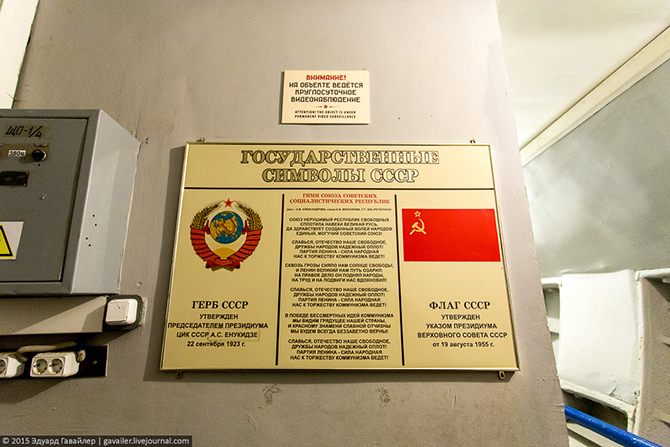 ВНИМАНИЕ!
НА ОБЪЕКТЕ ВЕДЁТСЯ
КРУГЛОСУТОЧНОЕ
ВИДЕОНАБЛЮДЕНИЕ
ATTENTION! THE OBJECT IS UNDER
PERMANENT VIDEO SURVEILLANCE
ЩО-1/4
380в
ГОСУДАРСТВЕННЫЕ
СИМВОЛЫ СССР
ГИМН СОЮЗА СОВЕТСКИХ
СОЦИАЛИСТИЧЕСКИХ РЕСПУБЛИК
СОЮЗ НЕРУШИМЫЙ РЕСПУБЛИК СВОБОДНЫХ
СПЛОТИЛА НАВЕКИ ВЕЛИКАЯ РУСЬ.
ДА ЗДРАВСТВУЕТ СОЗДАННЫЙ ВОЛЕЙ НАРОДОВ
ЕДИНЫЙ, МОГУЧИЙ СОВЕТСКИЙ СОЮЗ!
СЛАВЬСЯ, ОТЕЧЕСТВО НАШЕ СВОБОДНОЕ,
ДРУЖБЫ НАРОДОВ НАДЕЖНЫЙ ОПЛОТ!
ПАРТИЯ ЛЕНИНА - СИЛА НАРОДНАЯ
НАС К ТОРЖЕСТВУ КОММУНИЗМА ВЕДЕТ!
СКВОЗЬ ГРОЗЫ СИЯЛО НАМ СОЛНЦЕ СВОБОДЫ,
И ЛЕНИН ВЕЛИКИЙ НАМ ПУТЬ ОЗАРИЛ:
НА ПРАВОЕ ДЕЛО ОН ПОДНЯЛ НАРОДЫ,
НА ТРУД И НА ПОДВИГИ НАС ВДОХНОВИЛ!
СЛАВЬСЯ, ОТЕЧЕСТВО НАШЕ СВОБОДНОЕ,
ДРУЖБЫ НАРОДОВ НАДЕЖНЫЙ ОПЛОТ!
ПАРТИЯ ЛЕНИНА - СИЛА НАРОДНАЯ
НАС К ТОРЖЕСТВУ КОММУНИЗМА ВЕДЕТ!
В ПОБЕДЕ БЕССМЕРТНЫХ ИДЕЙ КОММУНИЗМА
МЫ ВИДИМ ГРЯДУЩЕЕ НАШЕЙ СТРАНЫ,
И КРАСНОМУ ЗНАМЕНИ СЛАВНОЙ ОТЧИЗНЫ
МЫ БУДЕМ ВСЕГДА БЕЗЗАВЕТНО ВЕРНЫ!
СЛАВЬСЯ, ОТЕЧЕСТВО НАШЕ СВОБОДНОЕ,
ДРУЖБЫ НАРОДОВ НАДЕЖНЫЙ ОПЛОТ!
ПАРТИЯ ЛЕНИНА - СИЛА НАРОДНАЯ
НАС К ТОРЖЕСТВУ КОММУНИЗМА ВЕДЕТ!
ГЕРБ СССР
УТВЕРЖДЕН
ПРЕДСЕДАТЕЛЕМ ПРЕЗИДИУМА
ЦИК СССР А.С. ЕНУКИДЗЕ
22 сентября 1923 г.
ФЛАГ СССР
УТВЕРЖДЕН
УКАЗОМ ПРЕЗИДИУМА
ВЕРХОВНОГО СОВЕТА СССР
от 19 августа 1955 г.
© 2015 Эдуард Гавайлер | gavailer.livejournal.com